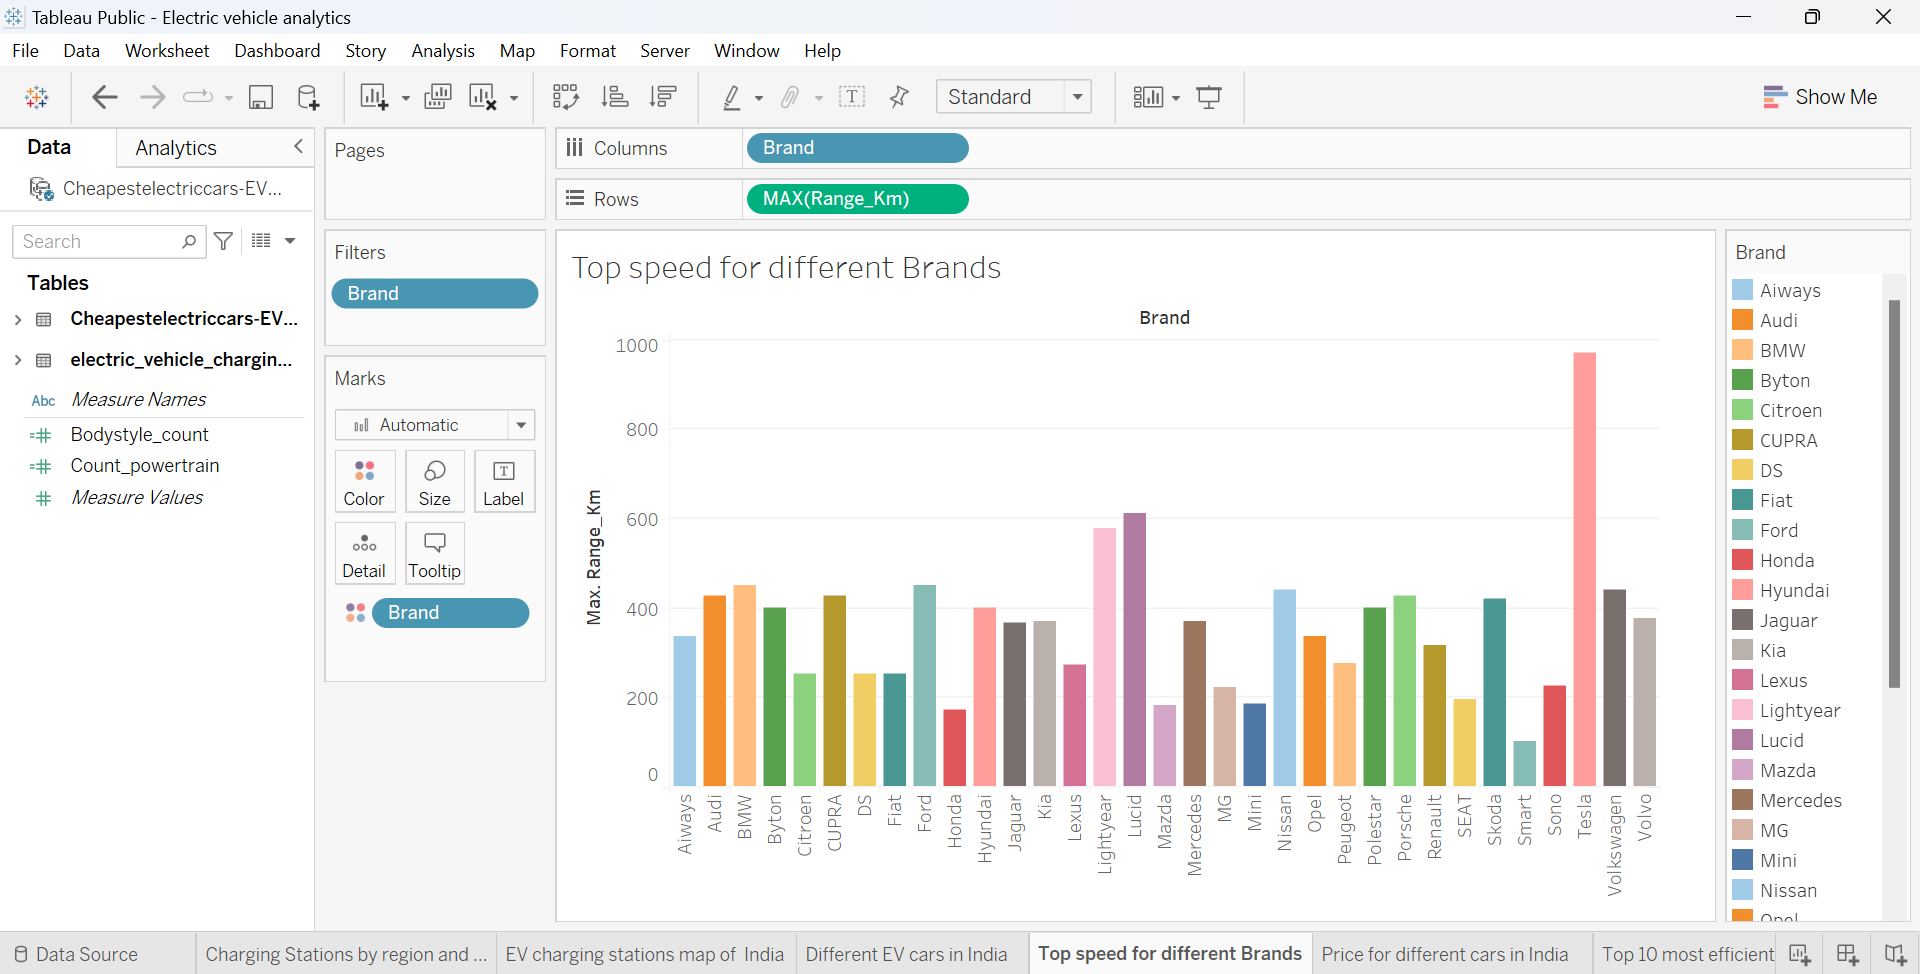 Tableau Public - Electric vehicle analytics
File Data Worksheet Dashboard Story Analysis Map Format Server Window Help
Standard
Show Me
Data
Analytics
Cheapestelectriccars-EV...
Search
Tables
Cheapestelectriccars-EV...
electric_vehicle_chargin...
Abc Measure Names
Bodystyle_count
Count_powertrain
Measure Values
Pages
Filters
Brand
Marks
Automatic
Color
Size
T
Label
Detail
Tooltip
Brand
Columns
Brand
Rows
MAX(Range_Km)
Top speed for different Brands
Brand
Max. Range_Km
1000
800
600
400
200
0
Aiways
Audi
BMW
Byton
Citroen
CUPRA
DS
Fiat
Ford
Honda
Hyundai
Jaguar
Kia
Lexus
Lightyear
Lucid
Mazda
Mercedes
MG
Mini
Nissan
Opel
Peugeot
Polestar
Porsche
Renault
SEAT
Skoda
Smart
Sono
Tesla
Volkswagen
Volvo
Brand
Aiways
Audi
BMW
Byton
Citroen
CUPRA
DS
Fiat
Ford
Honda
Hyundai
Jaguar
Kia
Lexus
Lightyear
Lucid
Mazda
Mercedes
MG
Mini
Nissan
Opel
Data Source
Charging Stations by region and ...
EV charging stations map of India
Different EV cars in India
Top speed for different Brands
Price for different cars in India
Top 10 most efficient